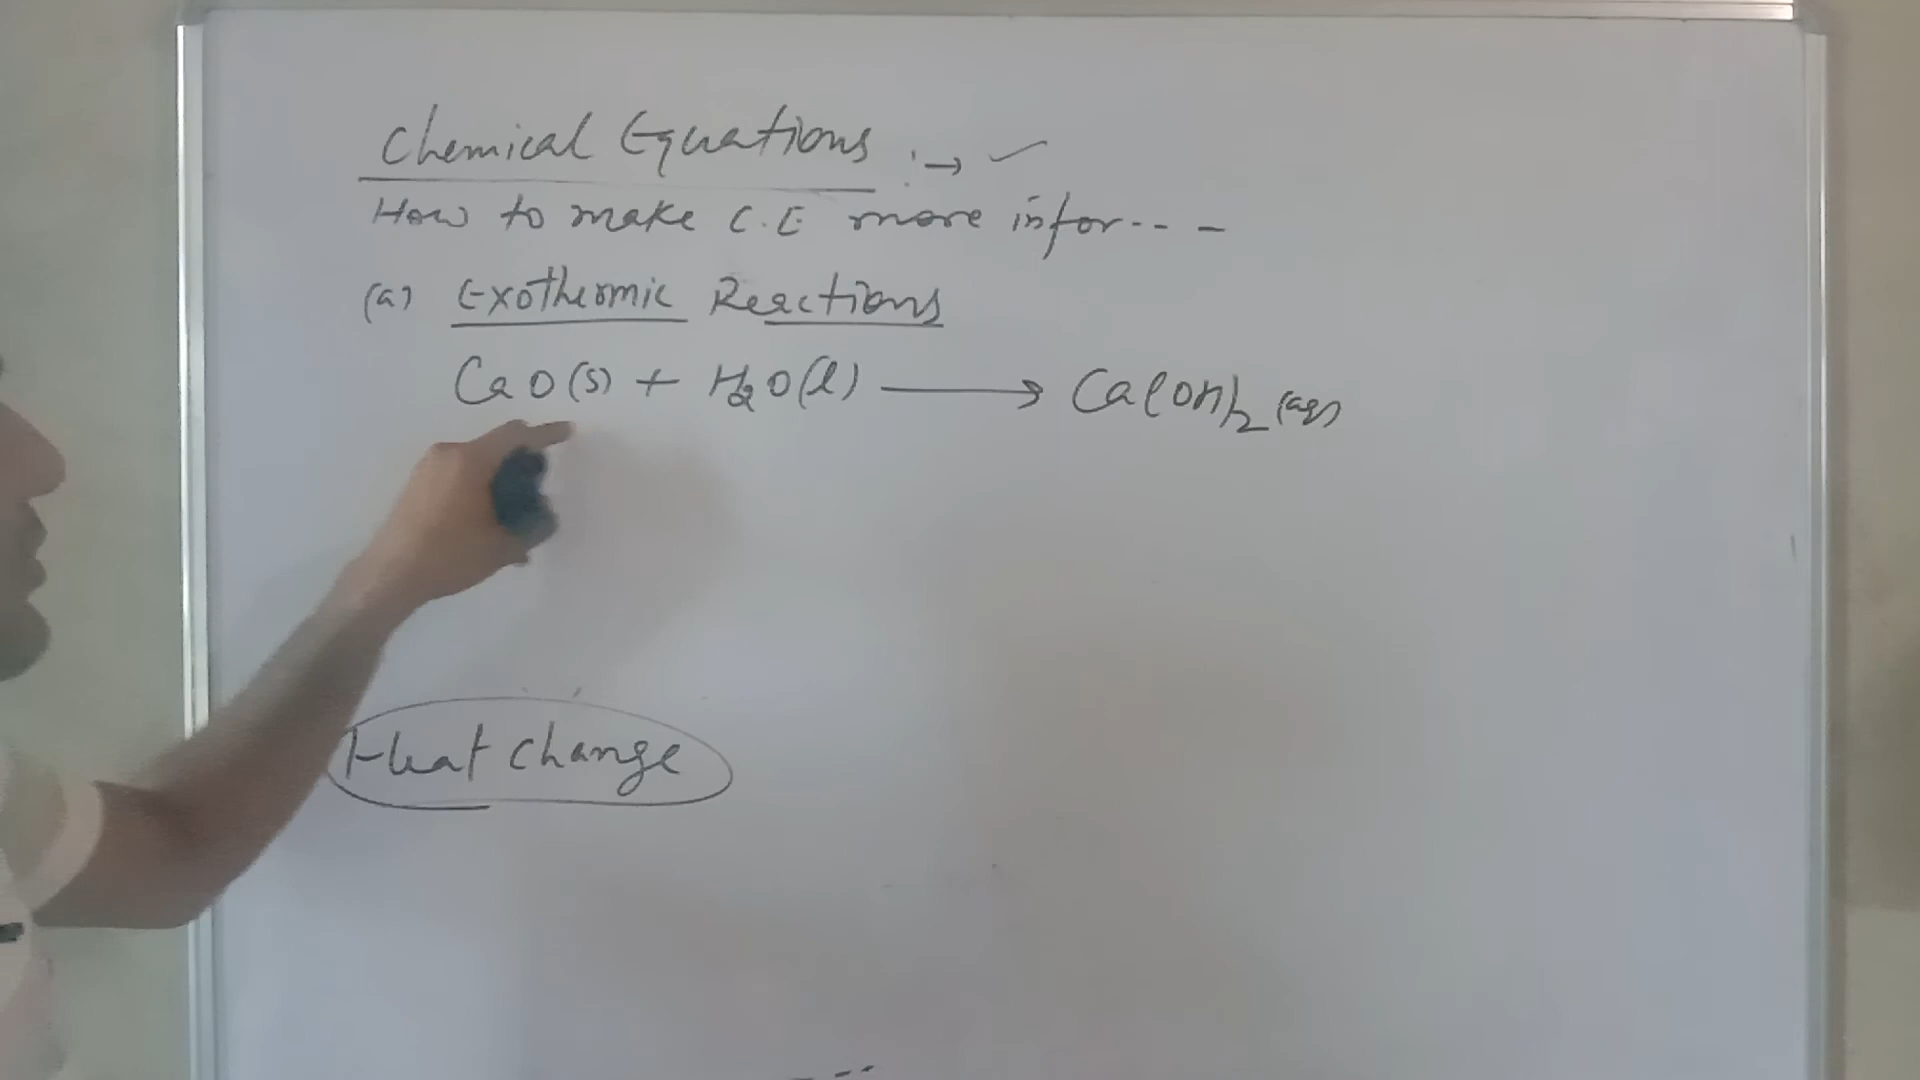 Chemical Equations :→ ✓
How to make C.E more infor---
(a) Exothermic Reactions
CaO(s) + H₂O(l) ⟶ Ca(OH)₂ (aq)
Heat change